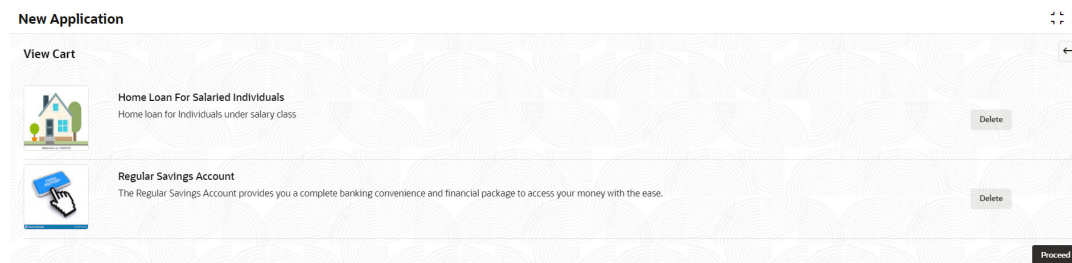 New Application
View Cart
Home Loan For Salaried Individuals
Home loan for Individuals under salary class
Delete
Regular Savings Account
The Regular Savings Account provides you a complete banking convenience and financial package to access your money with the ease.
Delete
Proceed